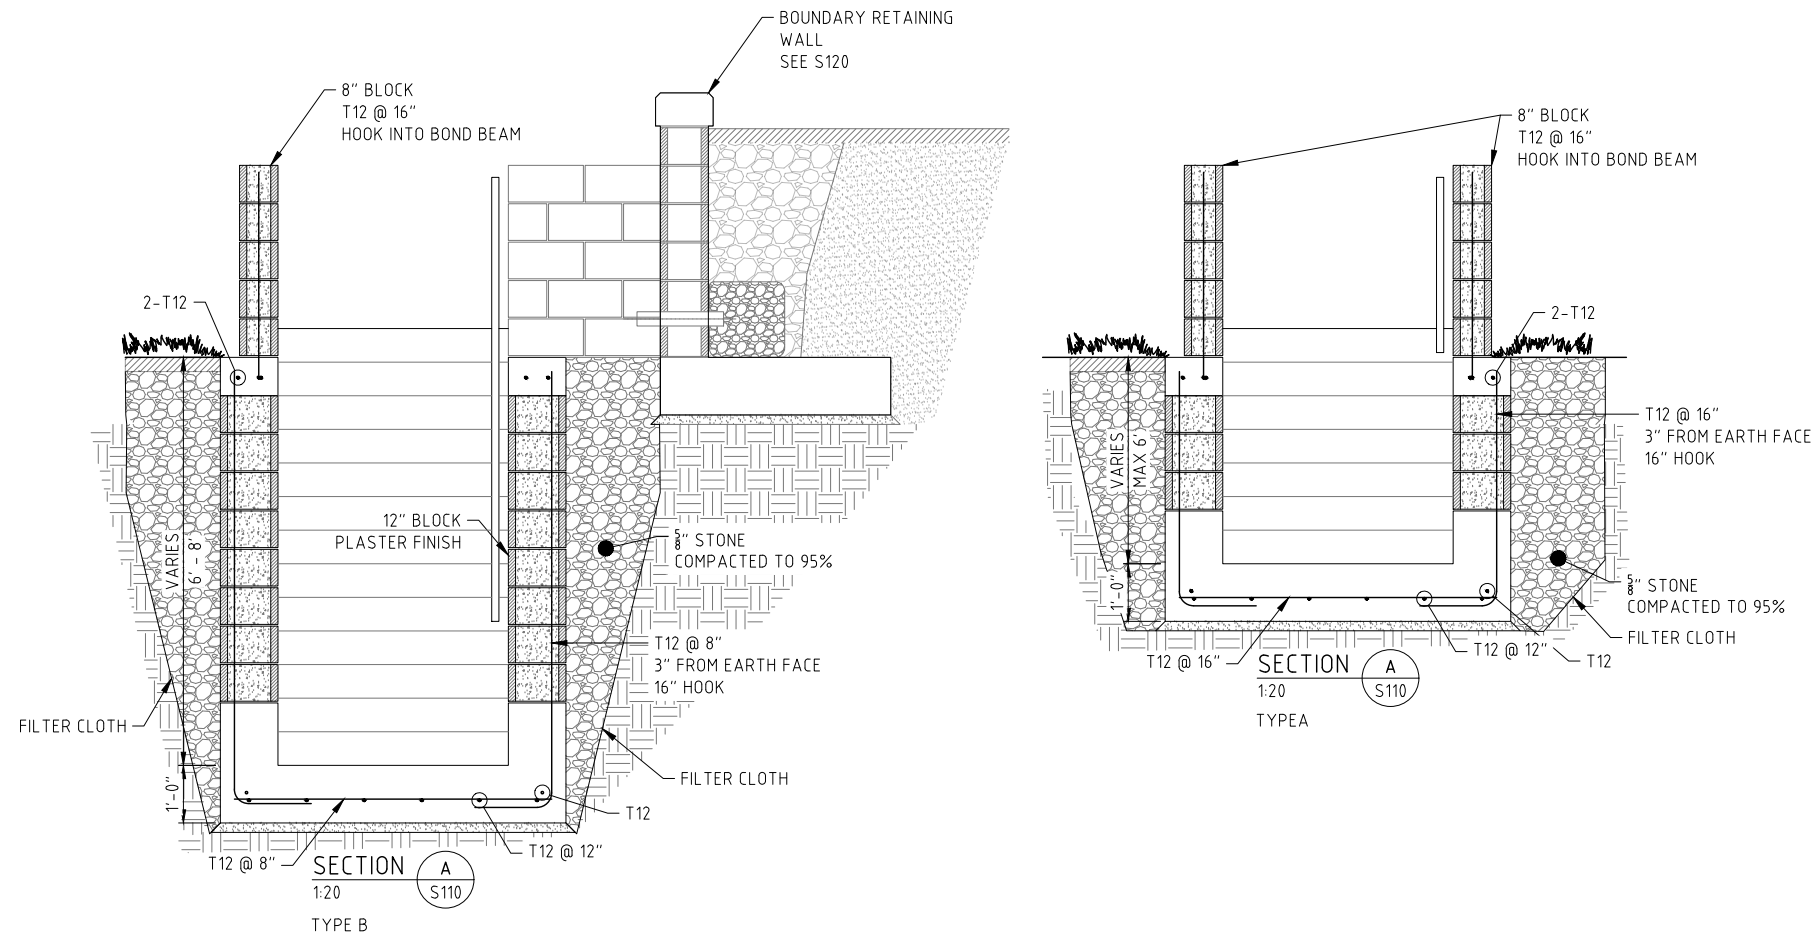 BOUNDARY RETAINING
WALL
SEE S120
8" BLOCK
T12 @ 16"
HOOK INTO BOND BEAM
2-T12
VARIES
6' - 8'
1'-0"
12" BLOCK
PLASTER FINISH
5/8" STONE
COMPACTED TO 95%
T12 @ 8"
3" FROM EARTH FACE
16" HOOK
FILTER CLOTH
FILTER CLOTH
T12
T12 @ 12"
T12 @ 8"
SECTION
A
1:20
S110
TYPE B
8" BLOCK
T12 @ 16"
HOOK INTO BOND BEAM
2-T12
T12 @ 16"
3" FROM EARTH FACE
16" HOOK
VARIES
MAX 6'
1'-0"
5/8" STONE
COMPACTED TO 95%
FILTER CLOTH
T12 @ 12"
T12
T12 @ 16"
SECTION
A
1:20
S110
TYPEA